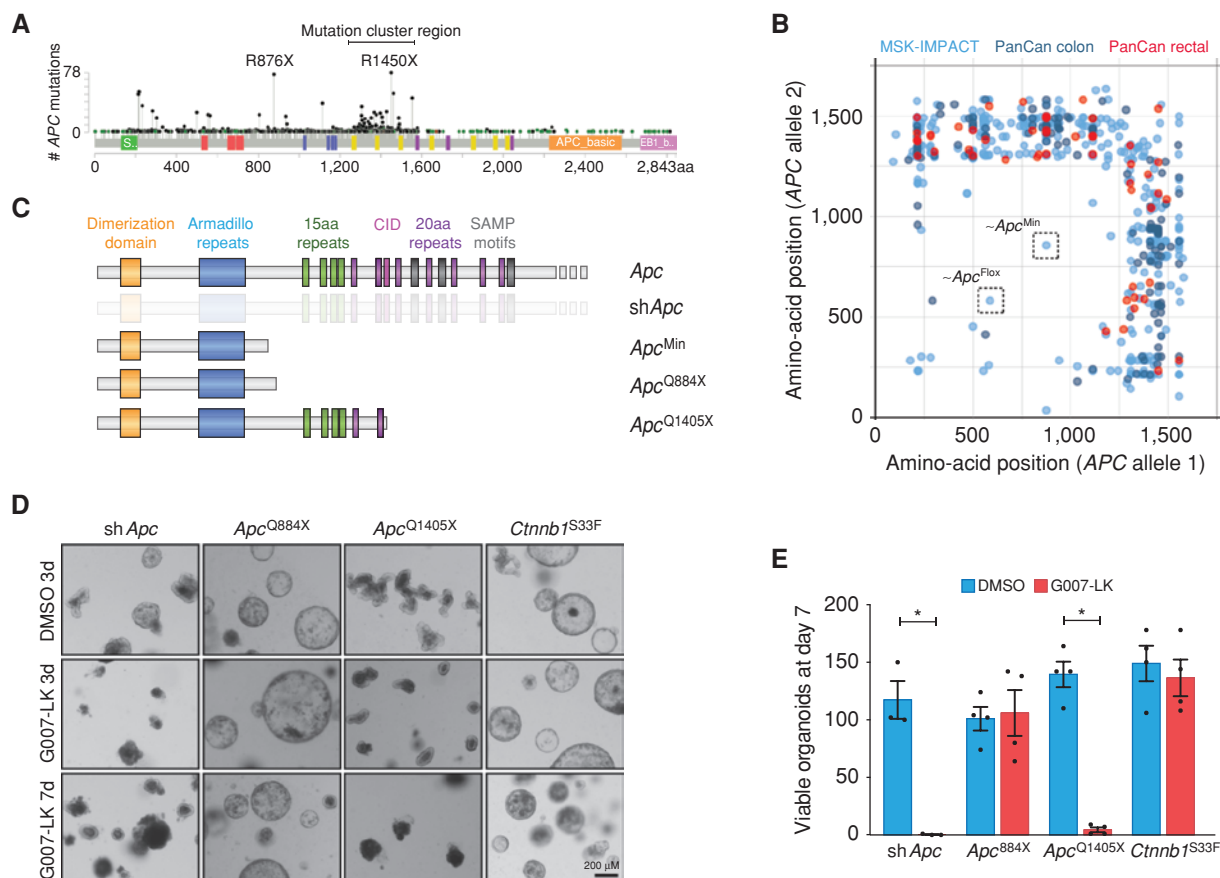 A
Mutation cluster region
R876X
R1450X
# APC mutations
78
0
S..
APC_basic
EB1_b..
0
400
800
1,200
1,600
2,000
2,400
2,843aa
B
MSK-IMPACT
PanCan colon
PanCan rectal
Amino-acid position (APC allele 2)
1,500
1,000
500
0
~ApcMin
~ApcFlox
0
500
1,000
1,500
Amino-acid position (APC allele 1)
C
Dimerization
domain
Armadillo
repeats
15aa
repeats
CID
20aa
repeats
SAMP
motifs
Apc
shApc
ApcMin
ApcQ884X
ApcQ1405X
D
sh Apc
ApcQ884X
ApcQ1405X
Ctnnb1S33F
DMSO 3d
G007-LK 3d
G007-LK 7d
200 µM
E
DMSO
G007-LK
Viable organoids at day 7
200
150
100
50
0
*
*
sh Apc
Apc884X
ApcQ1405X
Ctnnb1S33F